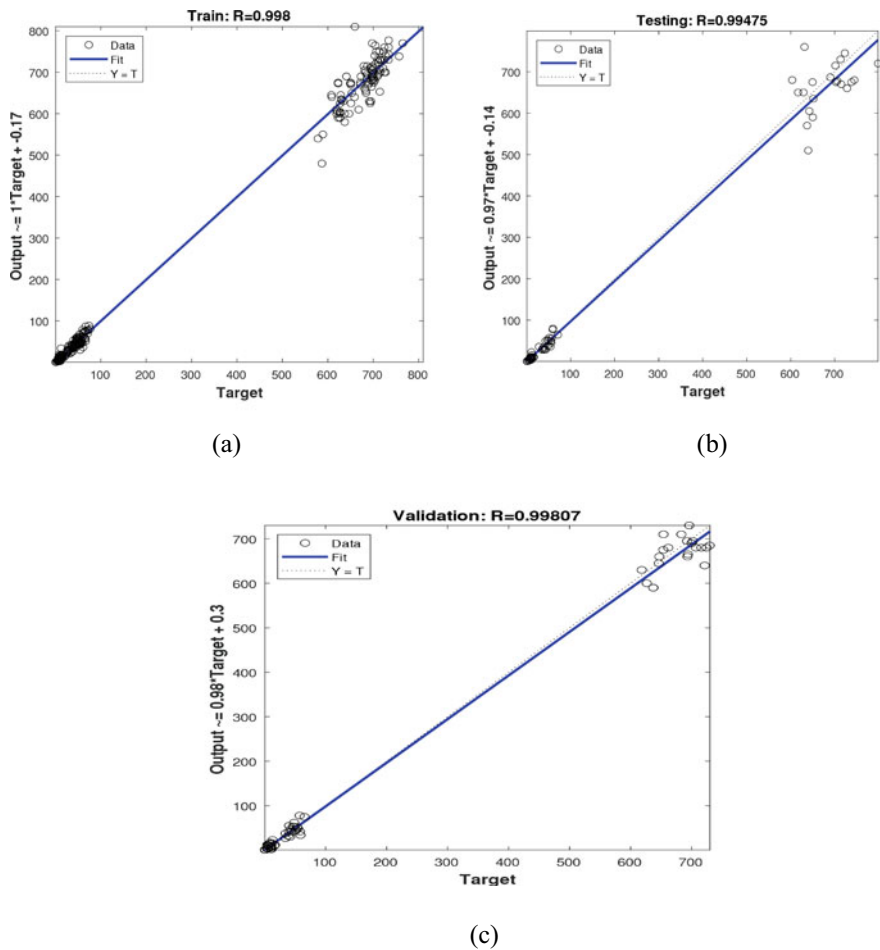 Train: R=0.998
Data
Fit
Y = T
Output ~= 1*Target + -0.17
800
700
600
500
400
300
200
100
100 200 300 400 500 600 700 800
Target
(a)
Testing: R=0.99475
Data
Fit
Y = T
Output ~= 0.97*Target + -0.14
700
600
500
400
300
200
100
100 200 300 400 500 600 700
Target
(b)
Validation: R=0.99807
Data
Fit
Y = T
Output ~= 0.98*Target + 0.3
700
600
500
400
300
200
100
100 200 300 400 500 600 700
Target
(c)